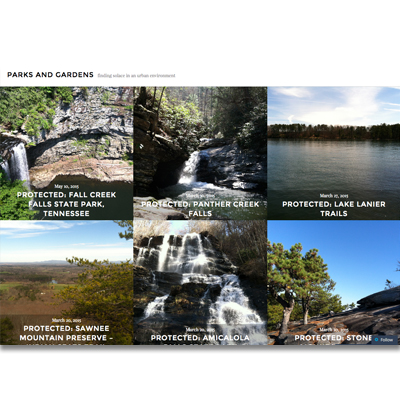 PARKS AND GARDENS finding solace in an urban environment
May 10, 2015
PROTECTED: FALL CREEK
FALLS STATE PARK,
TENNESSEE
PROTECTED: PANTHER CREEK
FALLS
March 27, 2015
PROTECTED: LAKE LANIER
TRAILS
March 20, 2015
PROTECTED: SAWNEE
MOUNTAIN PRESERVE –
PROTECTED: AMICALOLA
PROTECTED: STONE
Follow